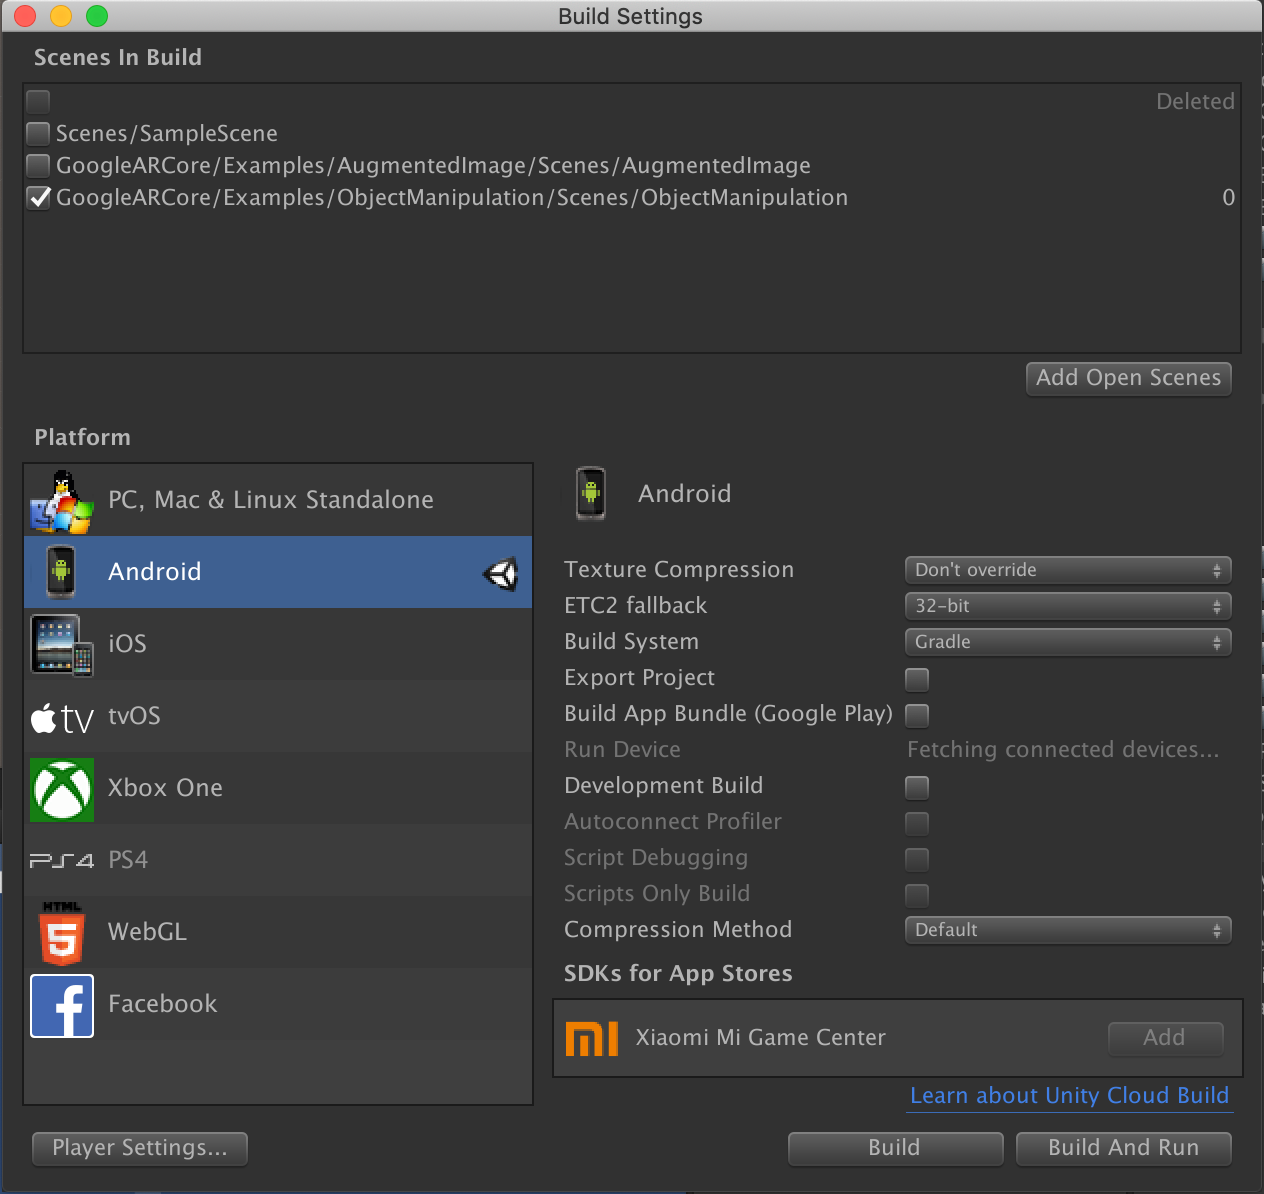 Build Settings
Scenes In Build
Deleted
Scenes/SampleScene
GoogleARCore/Examples/AugmentedImage/Scenes/AugmentedImage
GoogleARCore/Examples/ObjectManipulation/Scenes/ObjectManipulation 0
Add Open Scenes
Platform
PC, Mac & Linux Standalone
Android
iOS
tv tvOS
Xbox One
PS4 PS4
HTML
5
WebGL
f Facebook
Android
Texture Compression Don't override
ETC2 fallback 32-bit
Build System Gradle
Export Project
Build App Bundle (Google Play)
Run Device Fetching connected devices...
Development Build
Autoconnect Profiler
Script Debugging
Scripts Only Build
Compression Method Default
SDKs for App Stores
MI Xiaomi Mi Game Center Add
Learn about Unity Cloud Build
Player Settings... Build Build And Run